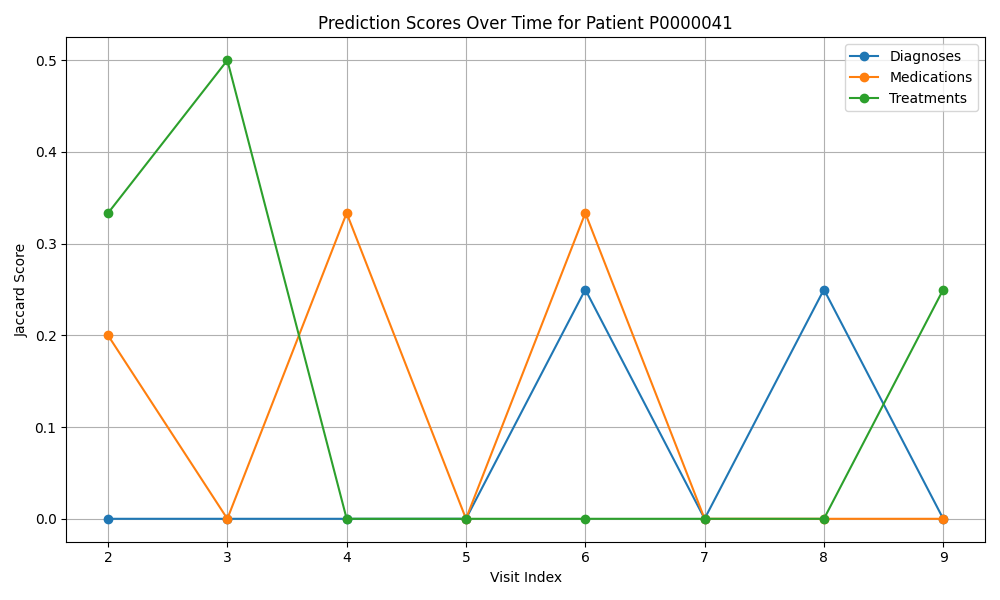 Prediction Scores Over Time for Patient P0000041
Diagnoses
Medications
Treatments
Jaccard Score
0.5
0.4
0.3
0.2
0.1
0.0
2 3 4 5 6 7 8 9
Visit Index